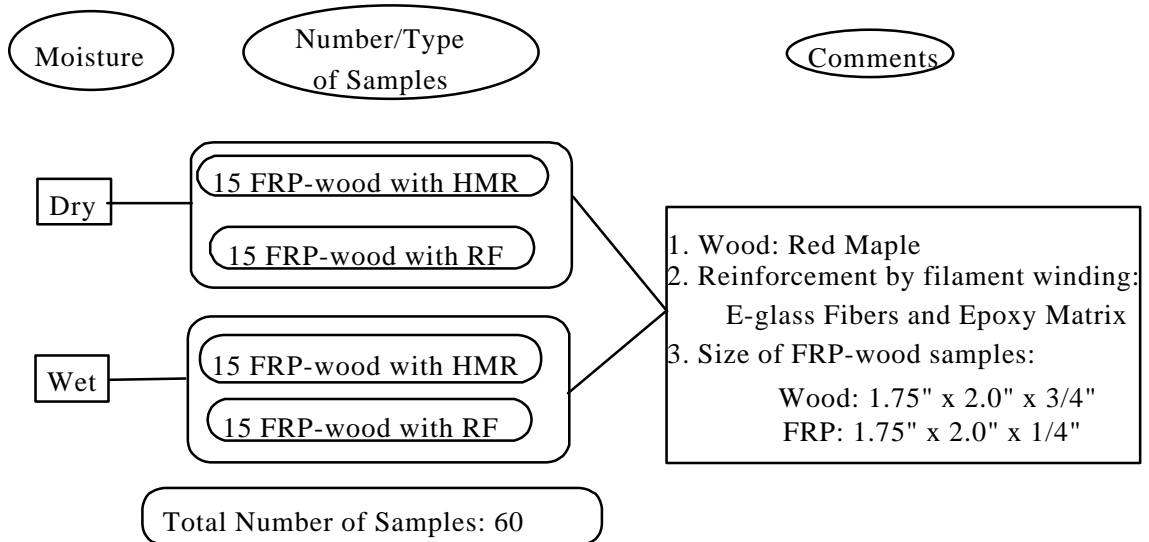 Moisture
Number/Type
of Samples
Comments
Dry
15 FRP-wood with HMR
15 FRP-wood with RF
Wet
15 FRP-wood with HMR
15 FRP-wood with RF
1. Wood: Red Maple
2. Reinforcement by filament winding:
E-glass Fibers and Epoxy Matrix
3. Size of FRP-wood samples:
Wood: 1.75" x 2.0" x 3/4"
FRP: 1.75" x 2.0" x 1/4"
Total Number of Samples: 60